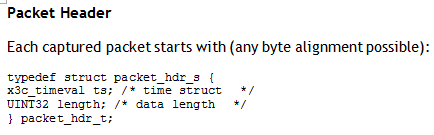 Packet Header
Each captured packet starts with (any byte alignment possible):
typedef struct packet_hdr_s {
x3c_timeval ts; /* time struct   */
UINT32 length; /* data length   */
} packet_hdr_t;